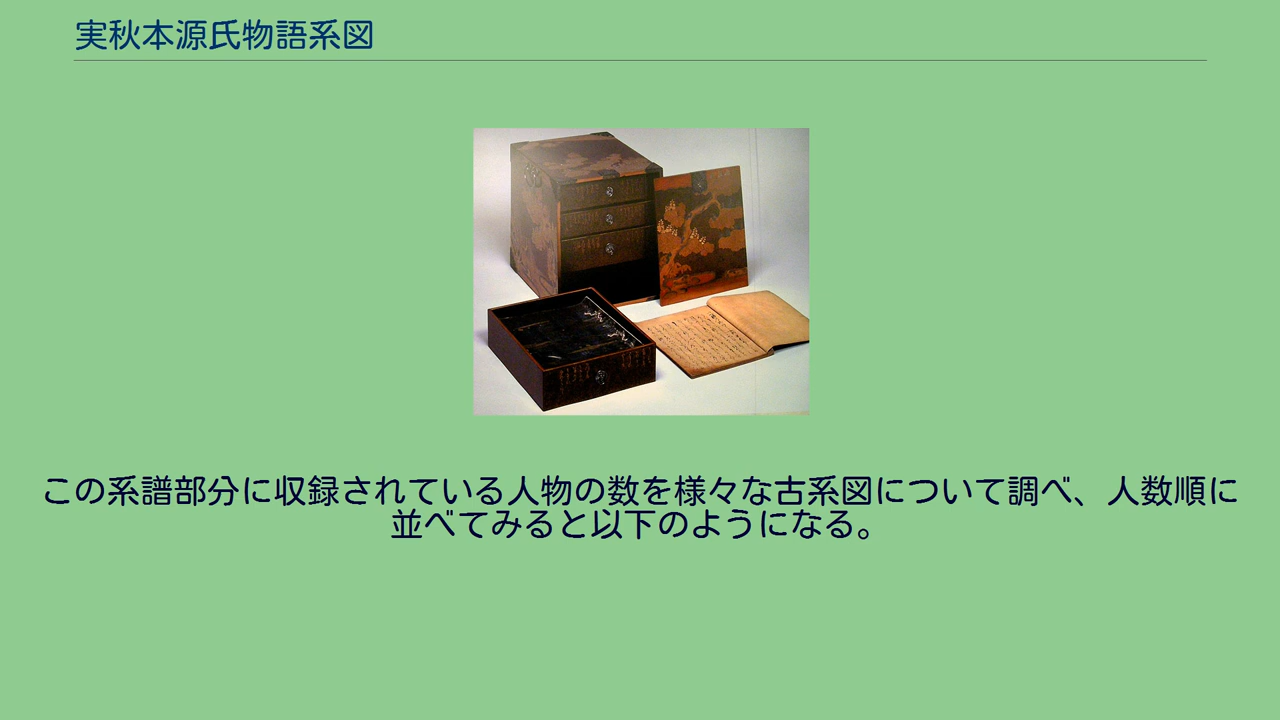 実秋本源氏物語系図
この系譜部分に収録されている人物の数を様々な古系図について調べ、人数順に
並べてみると以下のようになる。